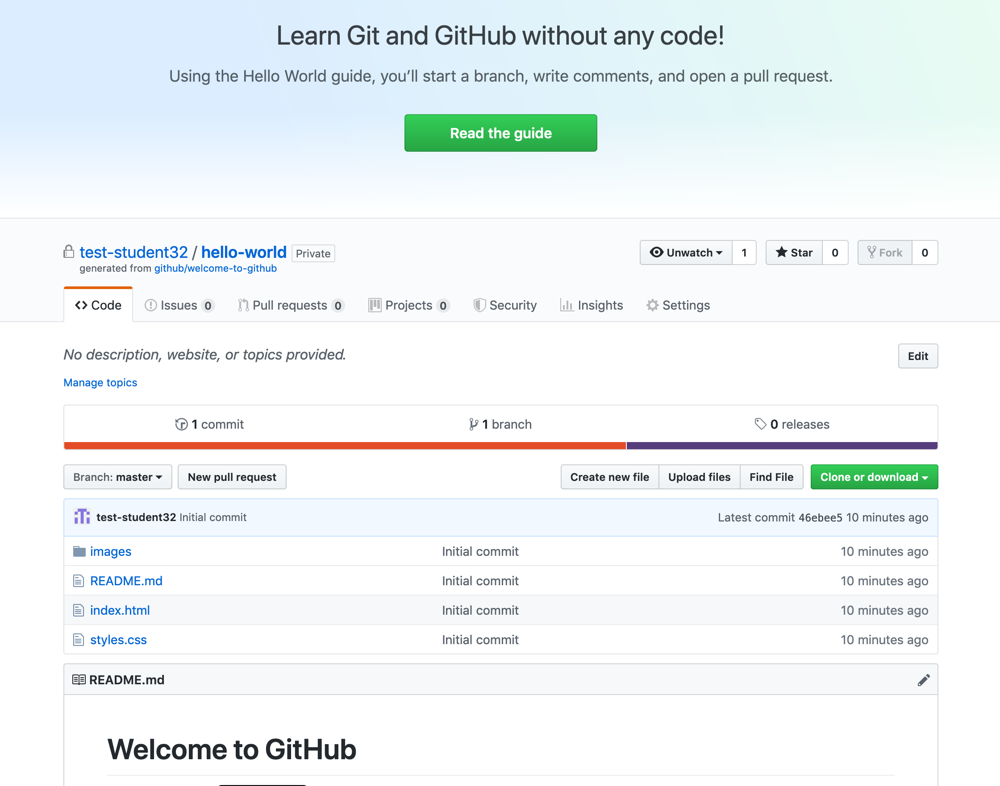 Learn Git and GitHub without any code!
Using the Hello World guide, you’ll start a branch, write comments, and open a pull request.
Read the guide
test-student32 / hello-world Private
Unwatch 1 Star 0 Fork 0
generated from github/welcome-to-github
Code Issues 0 Pull requests 0 Projects 0 Security Insights Settings
No description, website, or topics provided.
Edit
Manage topics
1 commit 1 branch 0 releases
Branch: master New pull request Create new file Upload files Find File Clone or download
test-student32 Initial commit Latest commit 46ebee5 10 minutes ago
images Initial commit 10 minutes ago
README.md Initial commit 10 minutes ago
index.html Initial commit 10 minutes ago
styles.css Initial commit 10 minutes ago
README.md
Welcome to GitHub